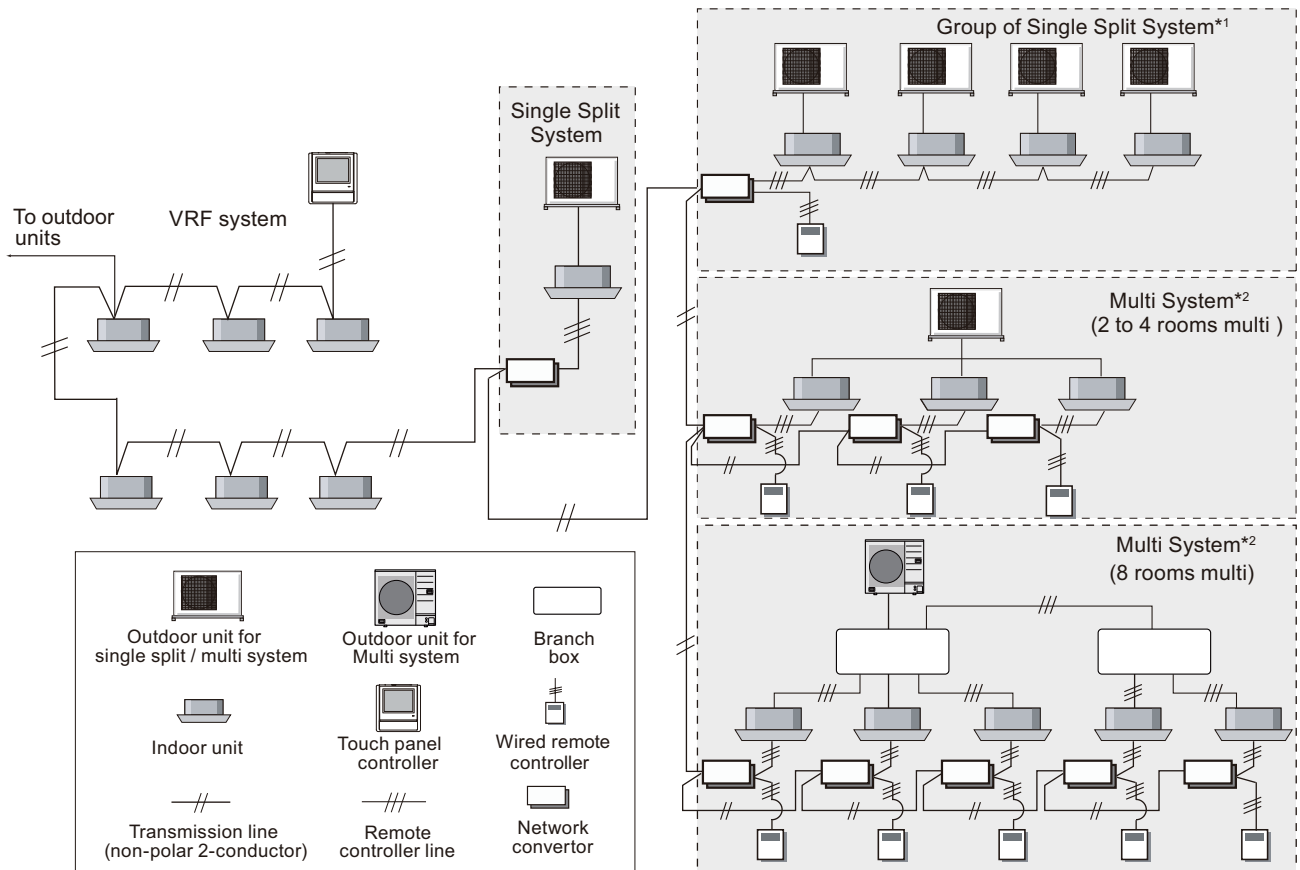 Group of Single Split System*1
Single Split
System
To outdoor
units
VRF system
Multi System*2
(2 to 4 rooms multi )
Multi System*2
(8 rooms multi)
Outdoor unit for
single split / multi system
Outdoor unit for
Multi system
Branch
box
Indoor unit
Touch panel
controller
Wired remote
controller
Transmission line
(non-polar 2-conductor)
Remote
controller line
Network
convertor